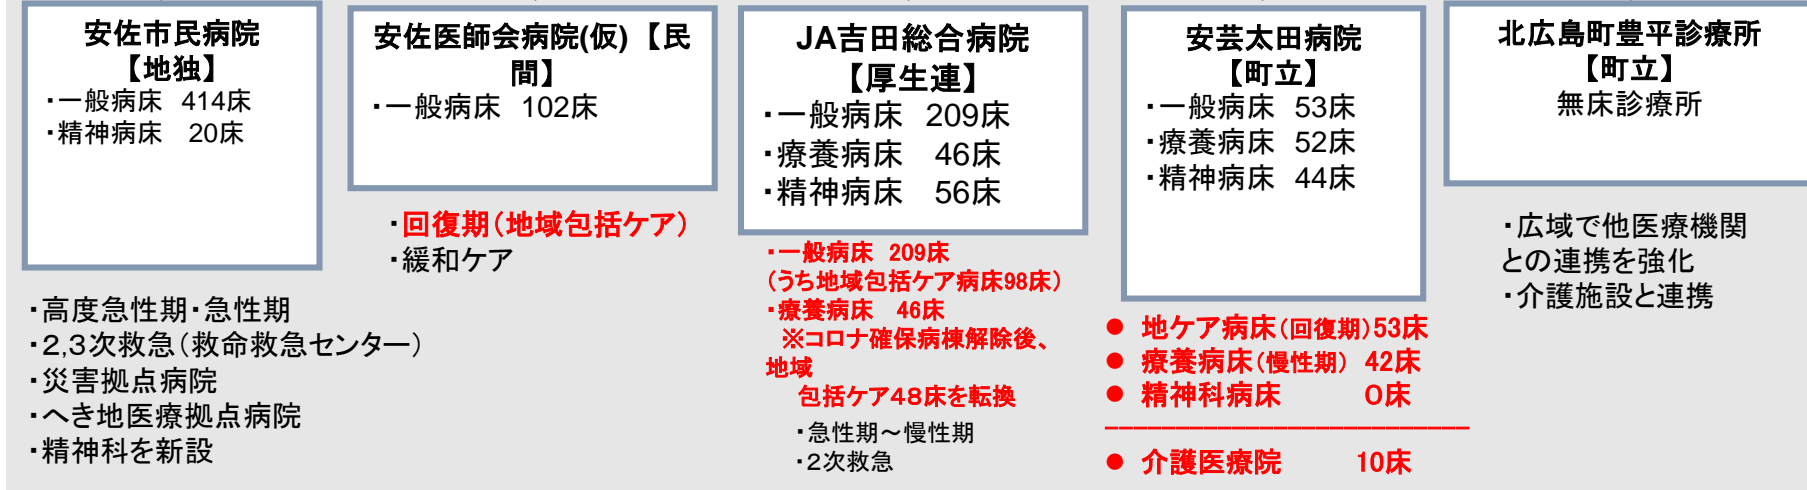 安佐市民病院
【地独】
・一般病床 414床
・精神病床 20床
・高度急性期・急性期
・2,3次救急(救命救急センター)
・災害拠点病院
・へき地医療拠点病院
・精神科を新設
安佐医師会病院(仮)【民
間】
・一般病床 102床
・回復期(地域包括ケア)
・緩和ケア
JA吉田総合病院
【厚生連】
・一般病床 209床
・療養病床 46床
・精神病床 56床
・一般病床 209床
(うち地域包括ケア病床98床)
・療養病床 46床
※コロナ確保病棟解除後、
地域
包括ケア48床を転換
・急性期～慢性期
・2次救急
安芸太田病院
【町立】
・一般病床 53床
・療養病床 52床
・精神病床 44床
● 地ケア病床(回復期)53床
● 療養病床(慢性期) 42床
● 精神科病床 0床
--------------------------
● 介護医療院 10床
北広島町豊平診療所
【町立】
無床診療所
・広域で他医療機関
との連携を強化
・介護施設と連携